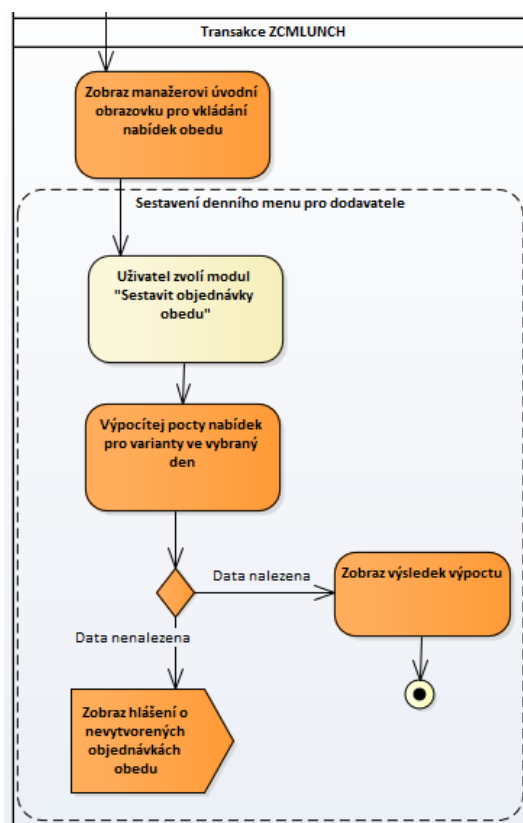 Transakce ZCMLUNCH
Zobraz manažerovi úvodní
obrazovku pro vkládání
nabídek obedu
Sestavení denního menu pro dodavatele
Uživatel zvolí modul
"Sestavit objednávky
obedu"
Výpocítej pocty nabídek
pro varianty ve vybraný
den
Data nalezena
Zobraz výsledek výpoctu
Data nenalezena
Zobraz hlášení o
nevytvorených
objednávkách
obedu